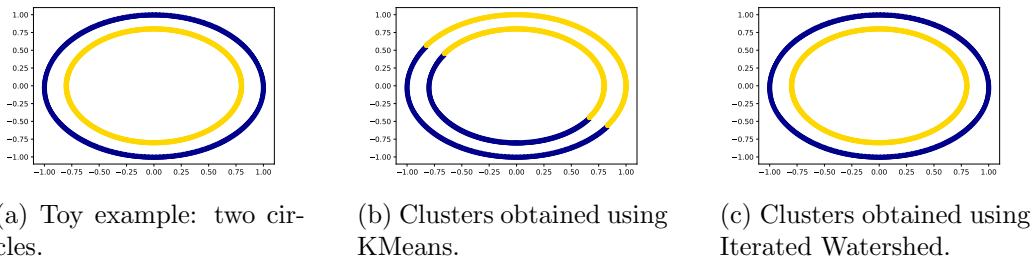 1.00 1.00 1.00
0.75 0.75 0.75
0.50 0.50 0.50
0.25 0.25 0.25
0.00 0.00 0.00
−0.25 −0.25 −0.25
−0.50 −0.50 −0.50
−0.75 −0.75 −0.75
−1.00 −1.00 −1.00
−1.00 −0.75 −0.50 −0.25 0.00 0.25 0.50 0.75 1.00 −1.00 −0.75 −0.50 −0.25 0.00 0.25 0.50 0.75 1.00 −1.00 −0.75 −0.50 −0.25 0.00 0.25 0.50 0.75 1.00
(a) Toy example: two cir-
cles.
(b) Clusters obtained using
KMeans.
(c) Clusters obtained using
Iterated Watershed.